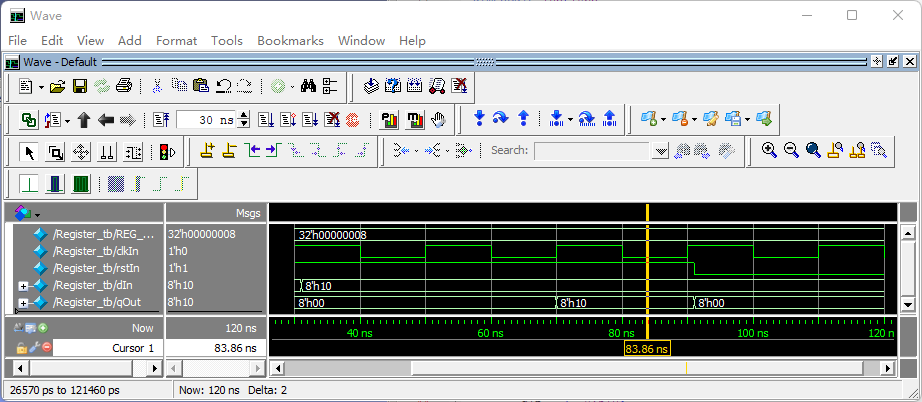 Wave
File Edit View Add Format Tools Bookmarks Window Help
Wave - Default
30 ns
Search:
Msgs
/Register_tb/REG_... 32'h00000008 32'h00000008
/Register_tb/clkIn 1'h0
/Register_tb/rstIn 1'h1
/Register_tb/dIn 8'h10 8'h10
/Register_tb/qOut 8'h10 8'h00 8'h10 8'h00
Now 120 ns 40 ns 60 ns 80 ns 100 ns 120 n
Cursor 1 83.86 ns 83.86 ns
26570 ps to 121460 ps Now: 120 ns Delta: 2